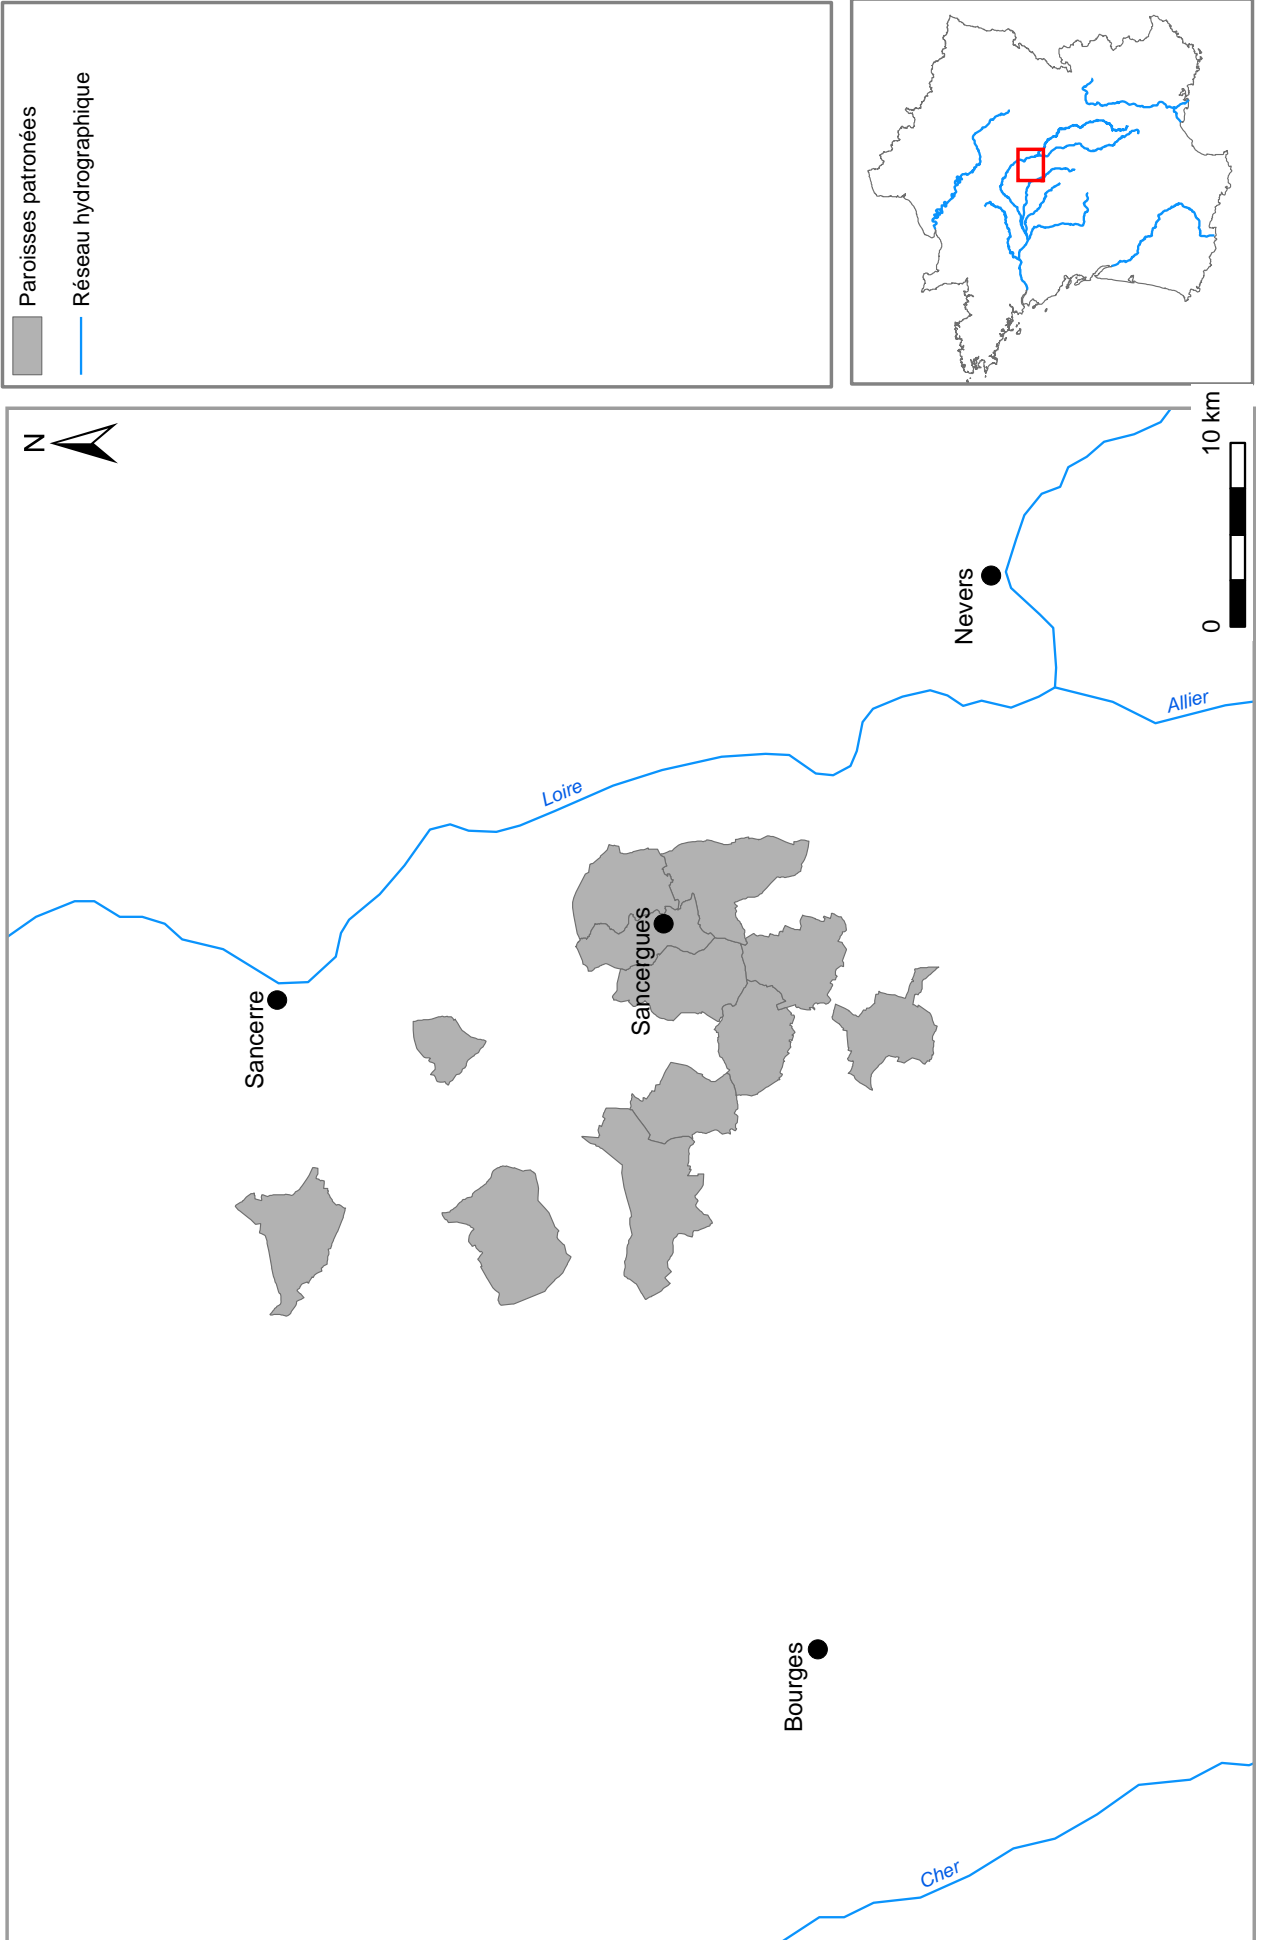 Paroisses patronées
Réseau hydrographique
N
Sancerre
Loire
Sancergues
Nevers
Allier
Bourges
Cher
0 10 km